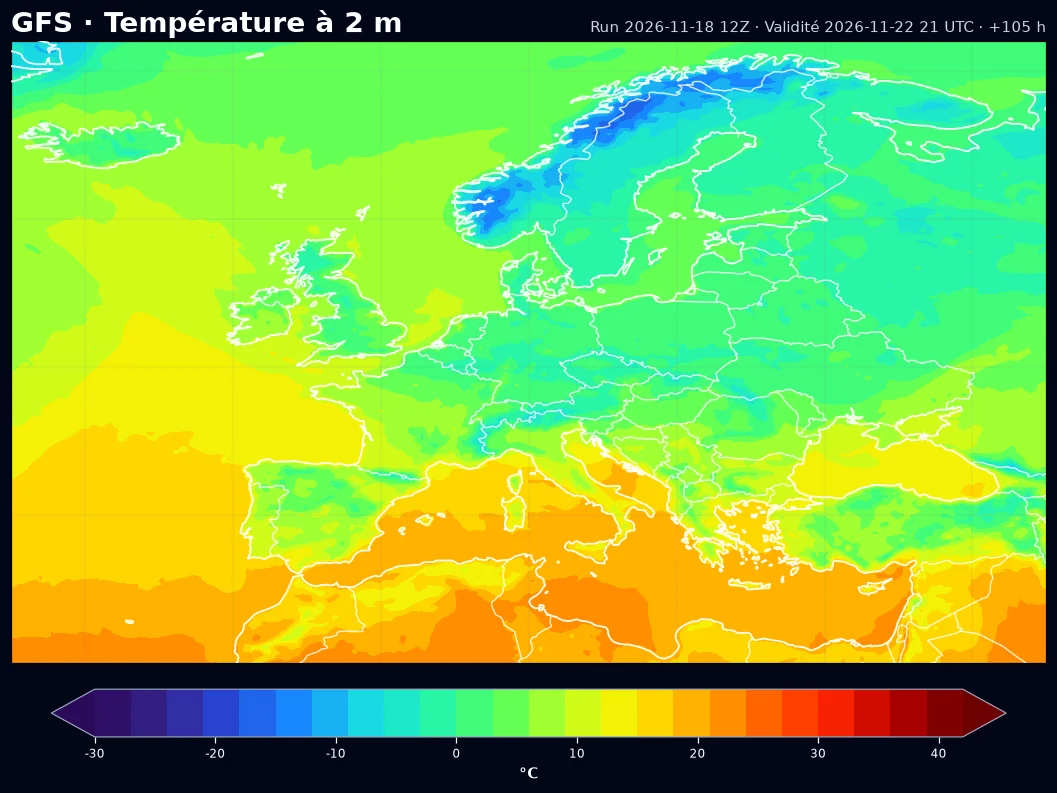 GFS · Température à 2 m
Run 2026-11-18 12Z · Validité 2026-11-22 21 UTC · +105 h
-30 -20 -10 0 10 20 30 40
°C